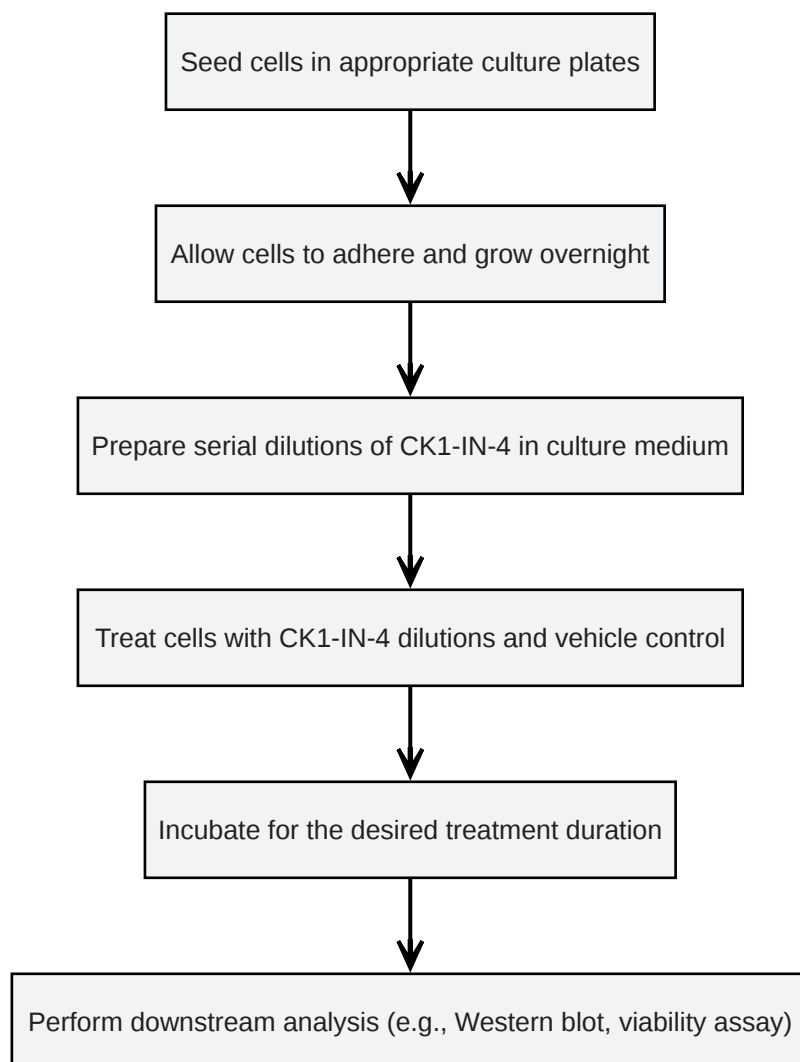 Seed cells in appropriate culture plates
Allow cells to adhere and grow overnight
Prepare serial dilutions of CK1-IN-4 in culture medium
Treat cells with CK1-IN-4 dilutions and vehicle control
Incubate for the desired treatment duration
Perform downstream analysis (e.g., Western blot, viability assay)